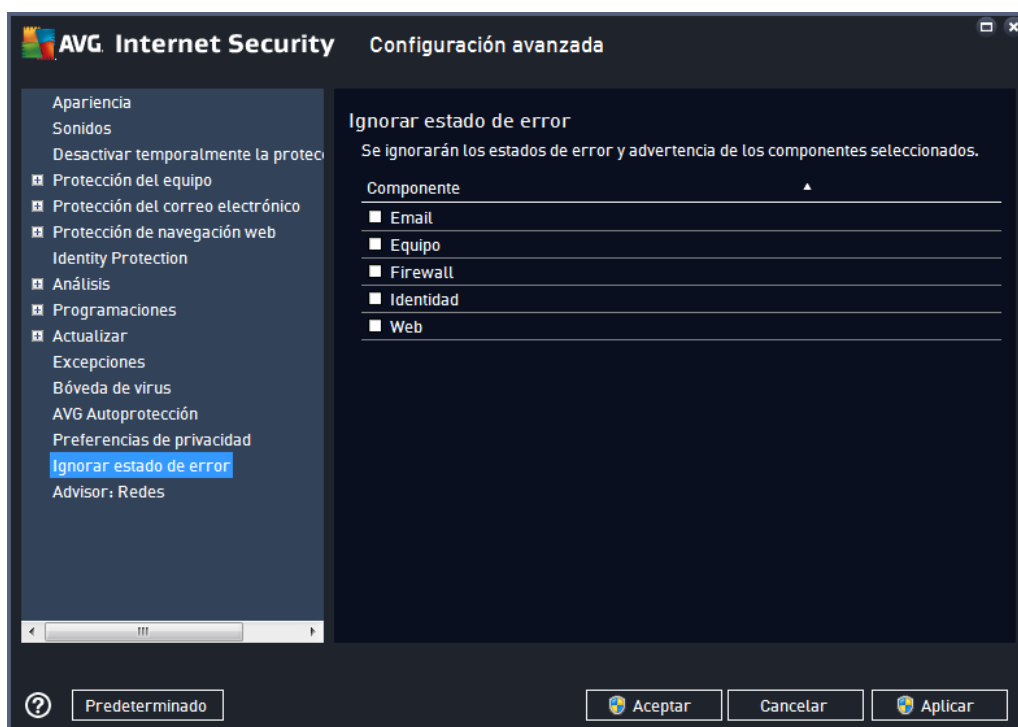 AVG. Internet Security
Configuración avanzada
Apariencia
Sonidos
Desactivar temporalmente la protec
Protección del equipo
Protección del correo electrónico
Protección de navegación web
Identity Protection
Análisis
Programaciones
Actualizar
Excepciones
Bóveda de virus
AVG Autoprotección
Preferencias de privacidad
Ignorar estado de error
Advisor: Redes
Ignorar estado de error
Se ignorarán los estados de error y advertencia de los componentes seleccionados.
Componente
Email
Equipo
Firewall
Identidad
Web
?
Predeterminado
Aceptar
Cancelar
Aplicar